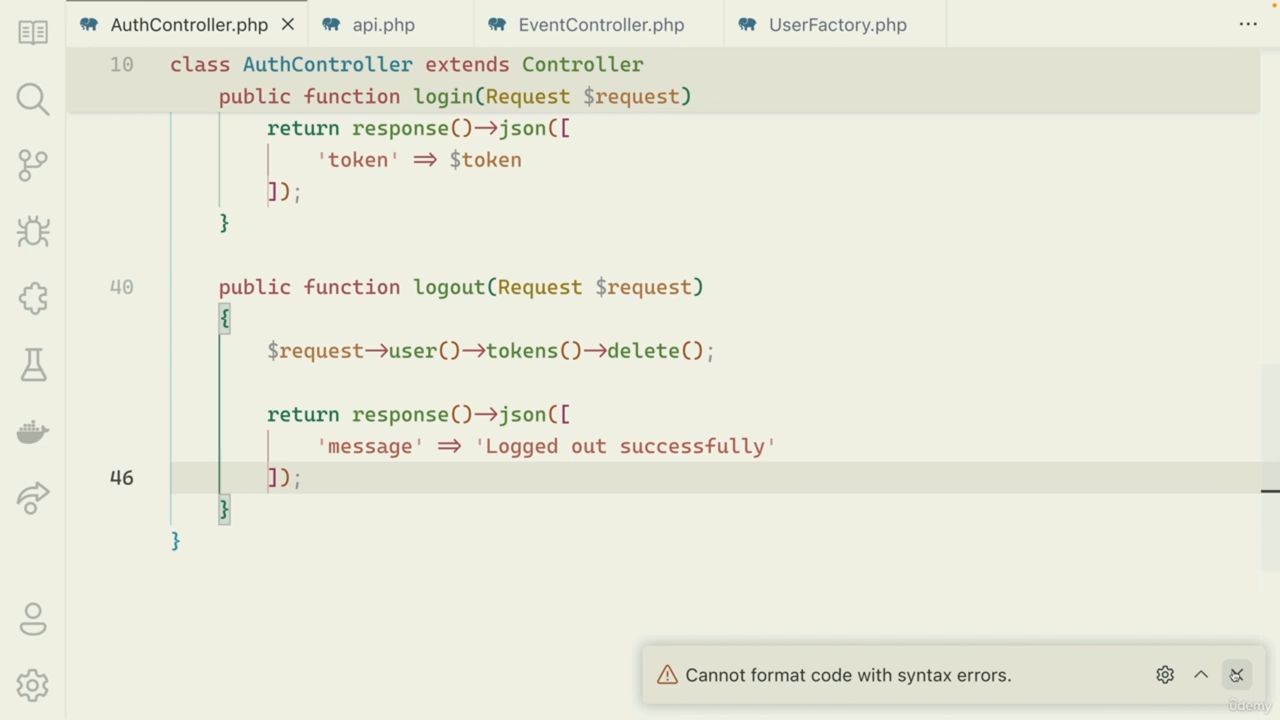 AuthController.php
api.php
EventController.php
UserFactory.php
10 class AuthController extends Controller
public function login(Request $request)
return response()->json([
'token' => $token
]);
}
40 public function logout(Request $request)
{
$request->user()->tokens()->delete();
return response()->json([
'message' => 'Logged out successfully'
46 ]);
}
}
Cannot format code with syntax errors.
ûdemy